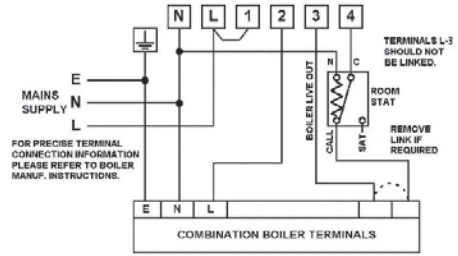 N L 1 2 3 4
TERMINALS L-3
SHOULD NOT
BE LINKED.
N C
BOILER LIVE OUT
ROOM
STAT
E
MAINS
SUPPLY
N
L
CALL
SAT
REMOVE
LINK IF
REQUIRED
FOR PRECISE TERMINAL
CONNECTION INFORMATION
PLEASE REFER TO BOILER
MANUF. INSTRUCTIONS.
E N L
COMBINATION BOILER TERMINALS